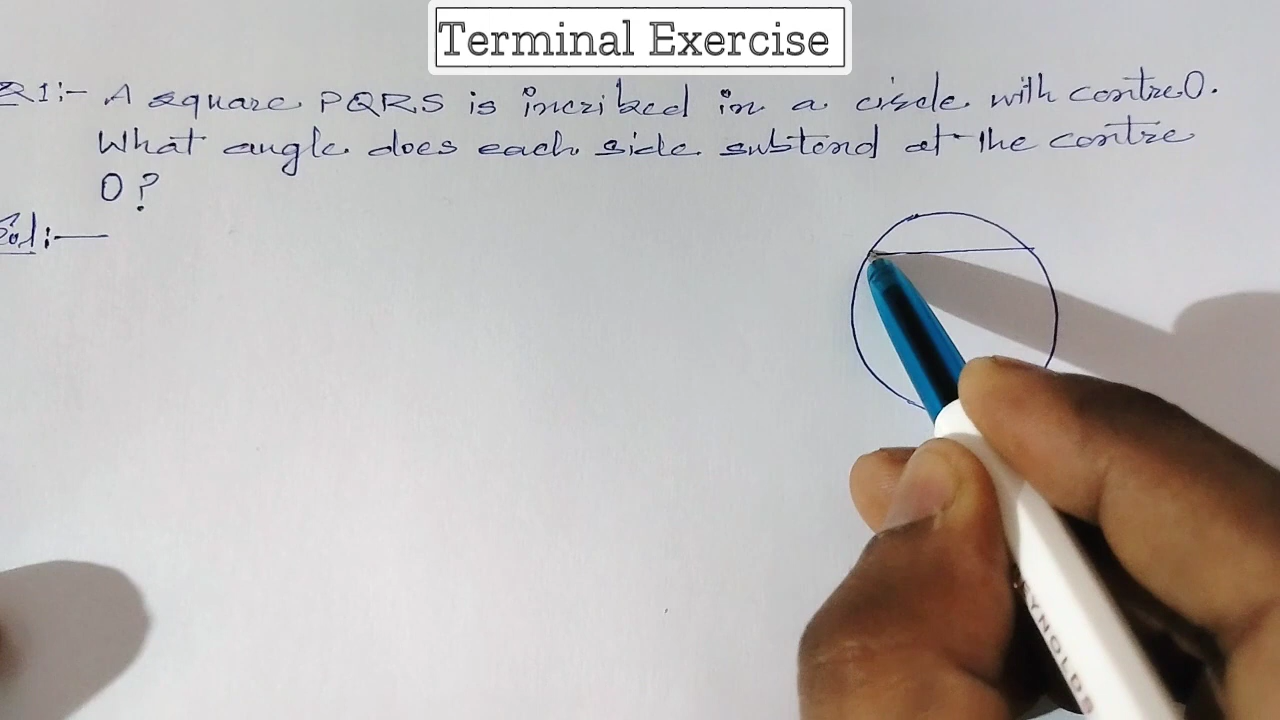 Terminal Exercise
Q1:- A square PQRS is incribed in a circle with centre O.
What angle does each side subtend at the centre
O?
Sol:-